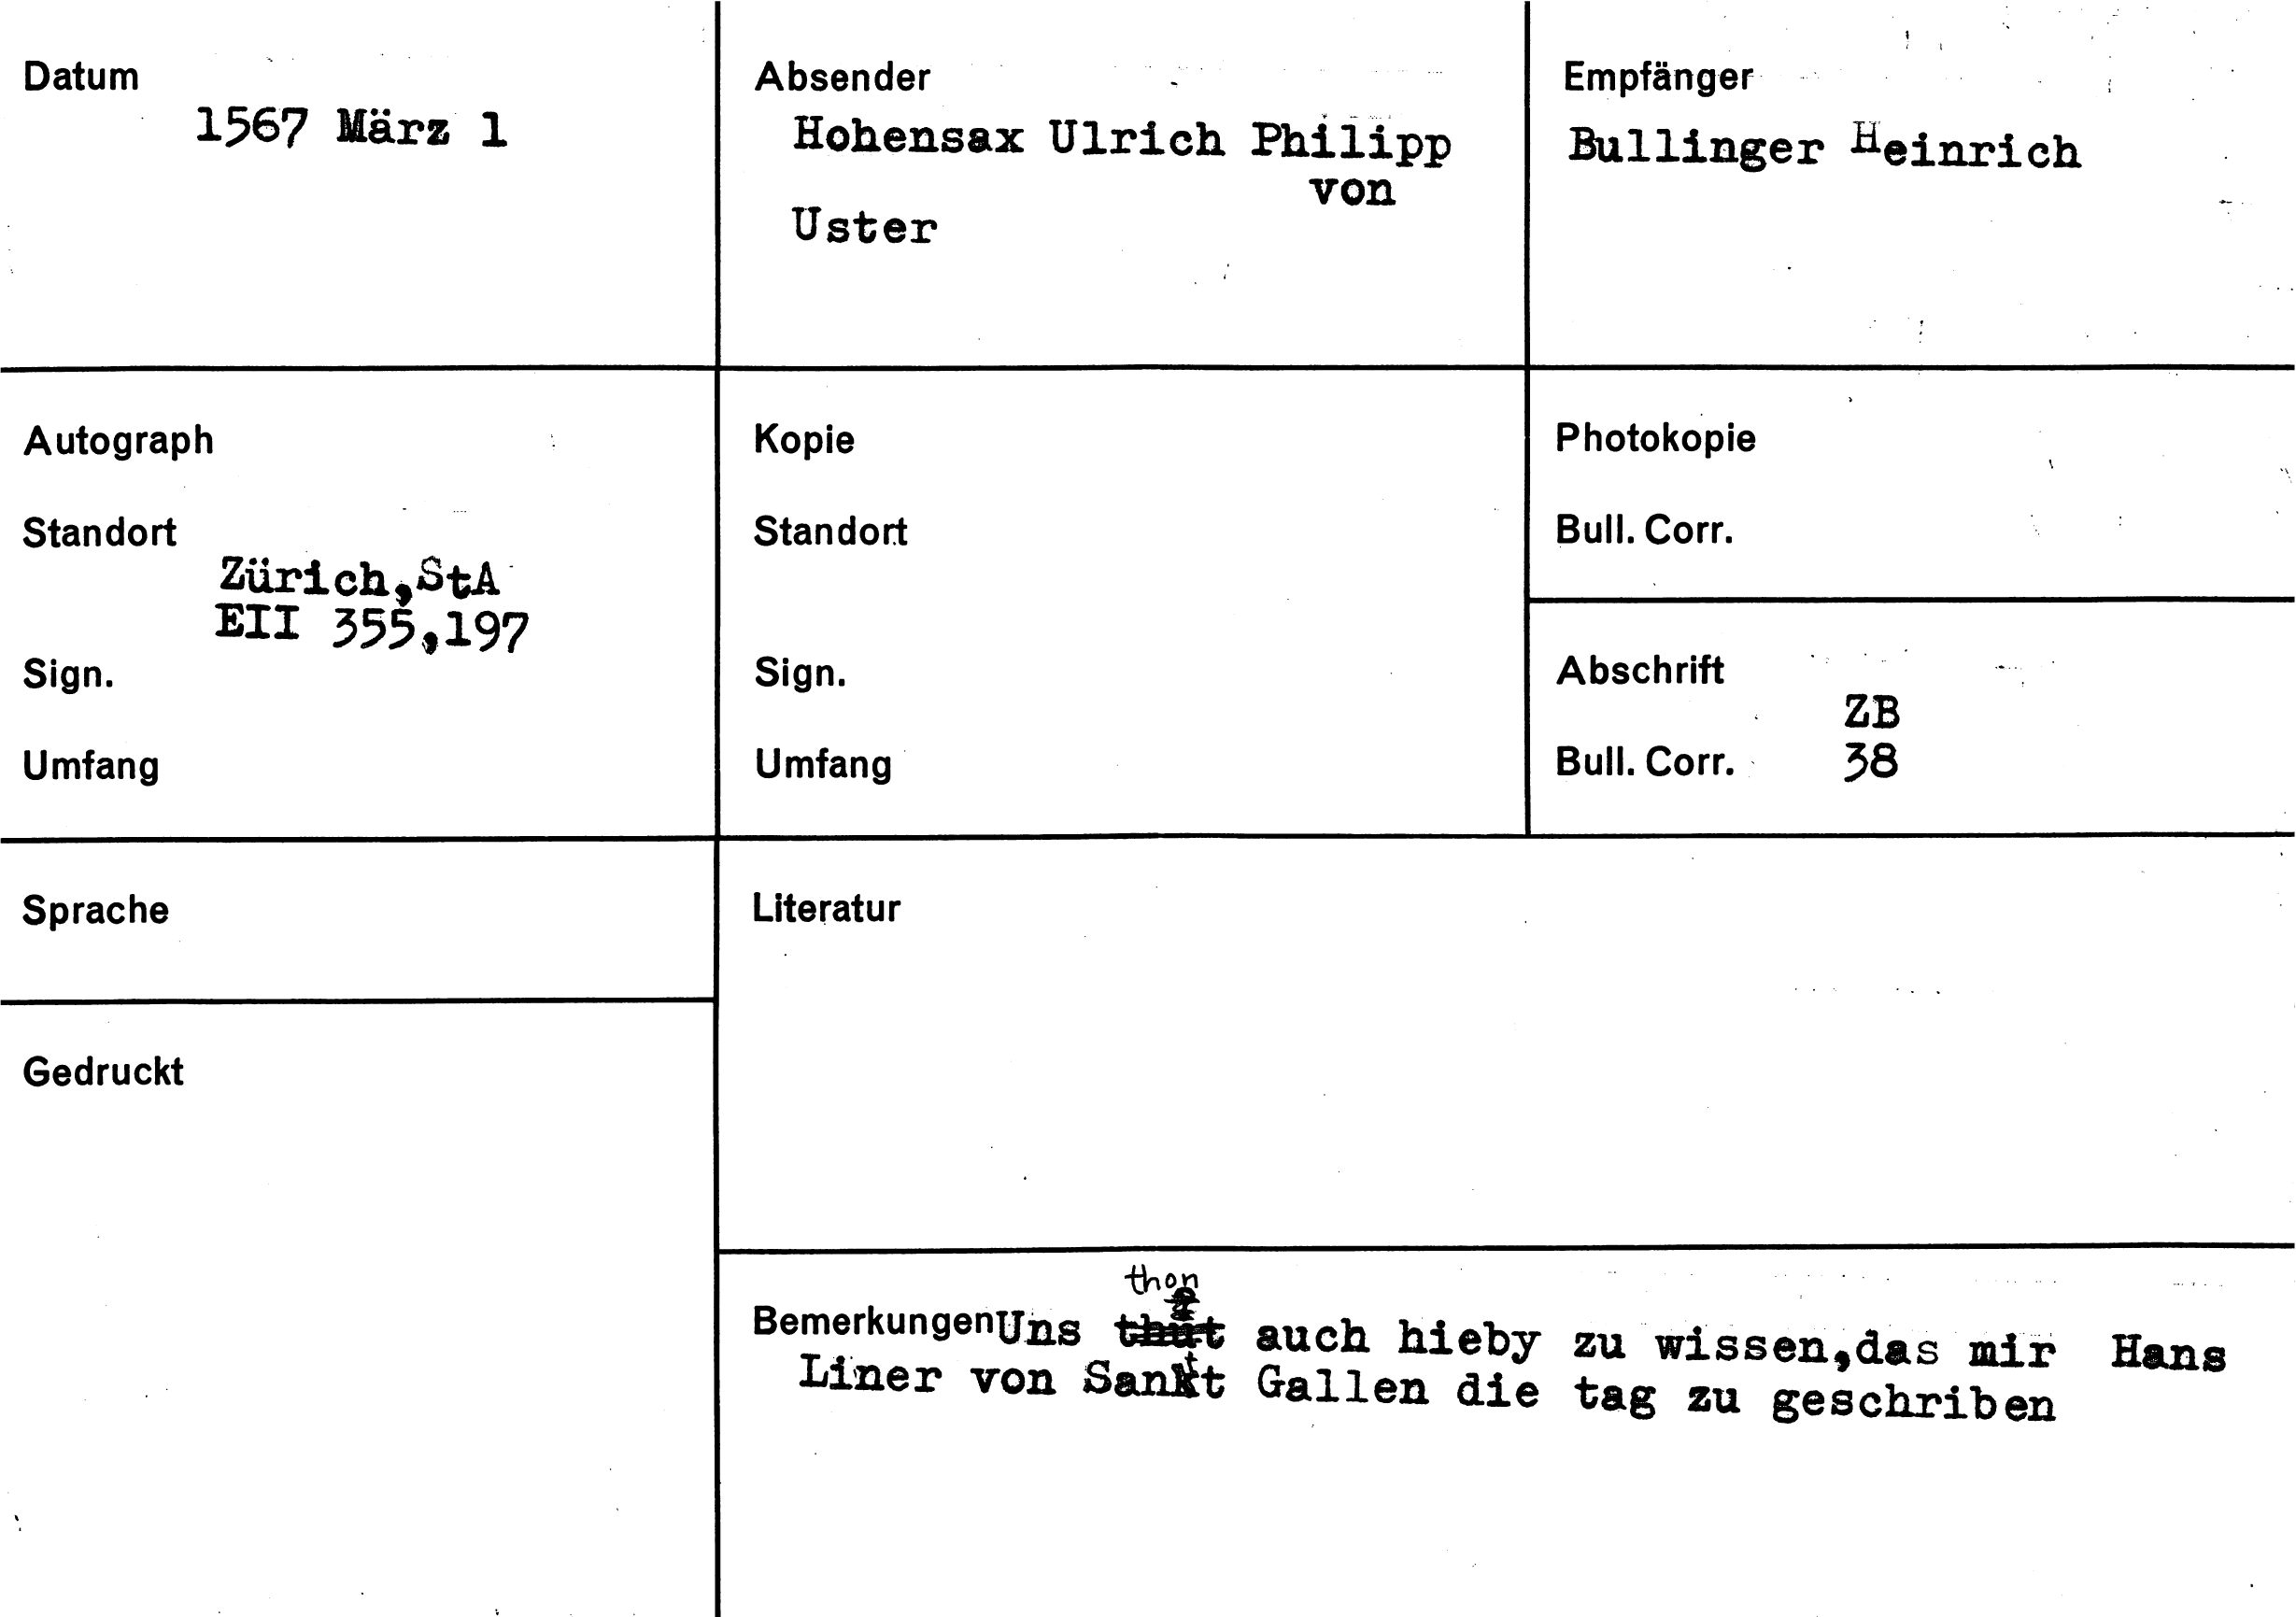 Datum
1567 März 1
Absender
Hohensax Ulrich Philipp
von
Uster
Empfänger
Bullinger Heinrich
Autograph
Standort
Zürich,StA
EII 355,197
Sign.
Umfang
Kopie
Standort
Sign.
Umfang
Photokopie
Bull. Corr.
Abschrift
ZB
Bull. Corr. 38
Sprache
Literatur
Gedruckt
thon
Bemerkungen Uns thut auch hieby zu wissen,das mir Hans
Liner von Sankt Gallen die tag zu geschriben